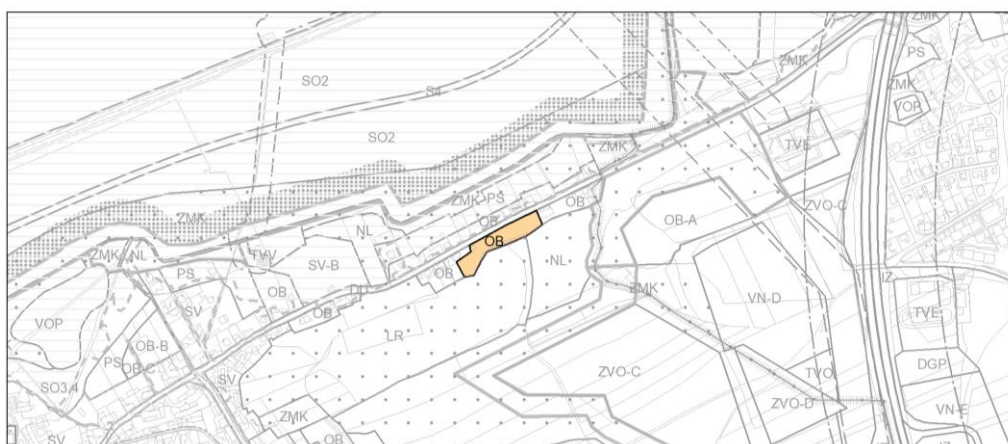 ZMK
PS
SO2
ZMK
S4
ZMK
VOP
SO2
TVE
ZMK
ZMK
PS
OB
OB
OB-A
ZVO-C
ZMK
NL
OB
ZMK
NL
TVV
SV-B
OB
NL
IZ
PS
OB
ZMK
VN-D
SV
OB
TVE
VOP
LR
OB-B
PS
OB-C
ZVO-C
TVO
DGP
SO3,4
SV
ZVO-D
VN-E
ZMK
SV
OB
IZ